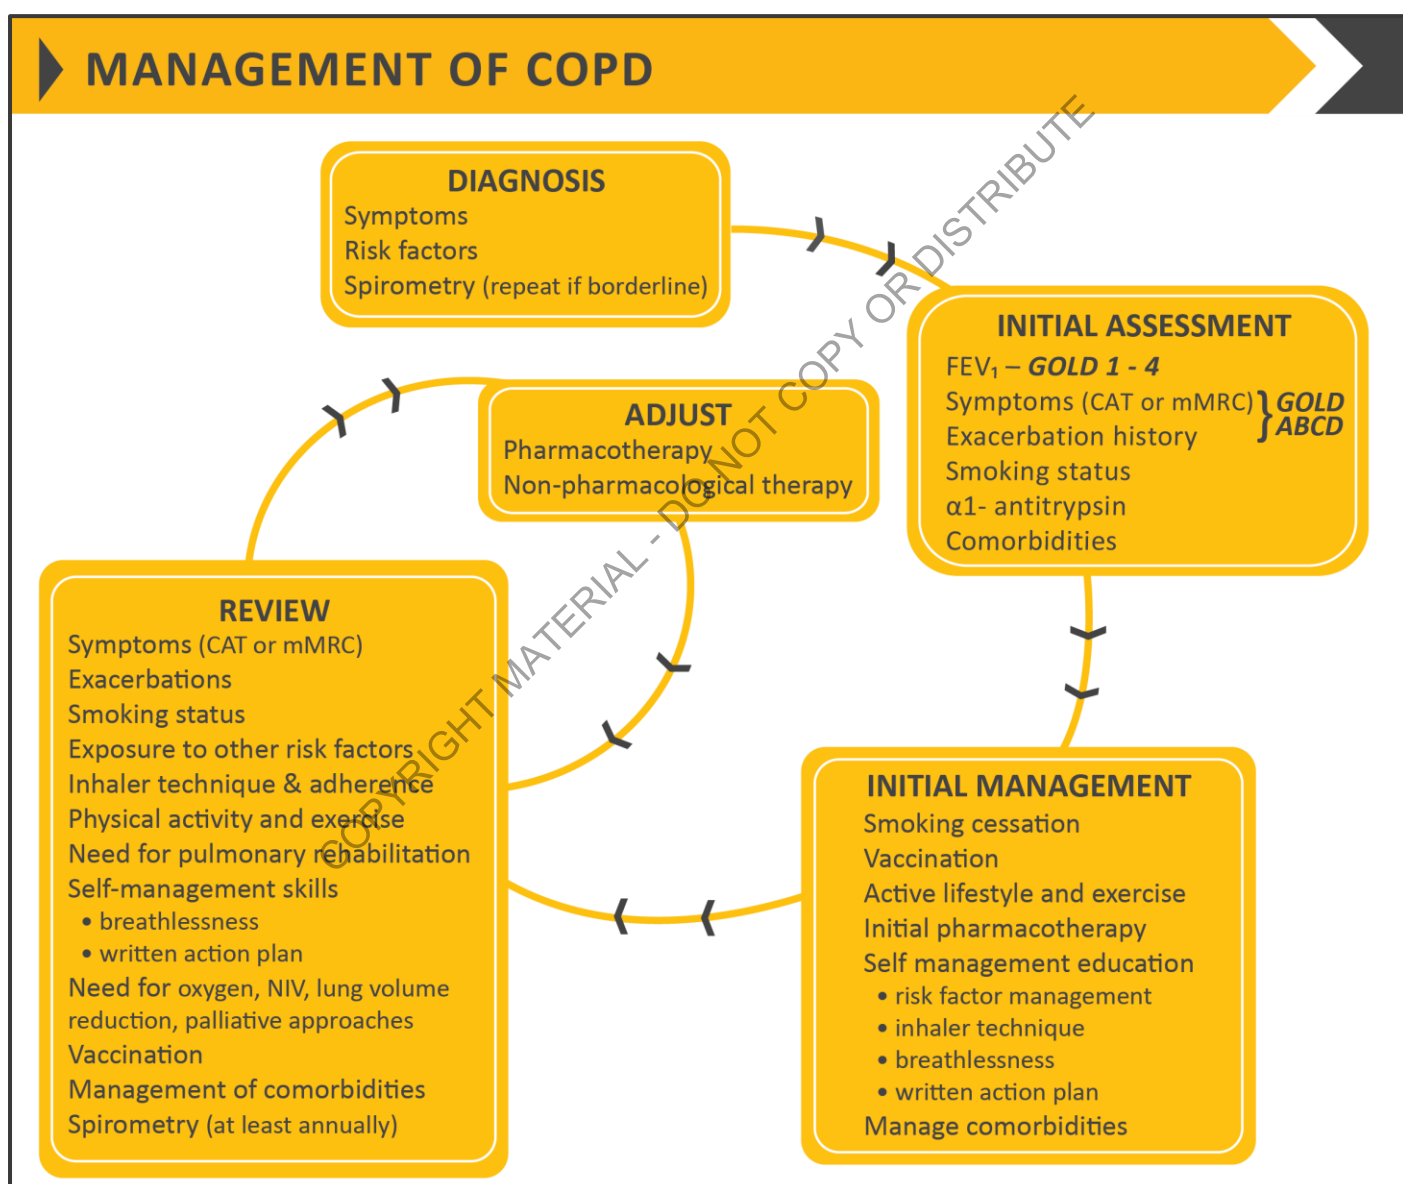 MANAGEMENT OF COPD
DIAGNOSIS
Symptoms
Risk factors
Spirometry (repeat if borderline)
INITIAL ASSESSMENT
FEV₁ – GOLD 1 - 4
Symptoms (CAT or mMRC) } GOLD
Exacerbation history ABCD
Smoking status
α1- antitrypsin
Comorbidities
ADJUST
Pharmacotherapy
Non-pharmacological therapy
REVIEW
Symptoms (CAT or mMRC)
Exacerbations
Smoking status
Exposure to other risk factors
Inhaler technique & adherence
Physical activity and exercise
Need for pulmonary rehabilitation
Self-management skills
• breathlessness
• written action plan
Need for oxygen, NIV, lung volume
reduction, palliative approaches
Vaccination
Management of comorbidities
Spirometry (at least annually)
INITIAL MANAGEMENT
Smoking cessation
Vaccination
Active lifestyle and exercise
Initial pharmacotherapy
Self management education
• risk factor management
• inhaler technique
• breathlessness
• written action plan
Manage comorbidities
COPYRIGHT MATERIAL - DO NOT COPY OR DISTRIBUTE